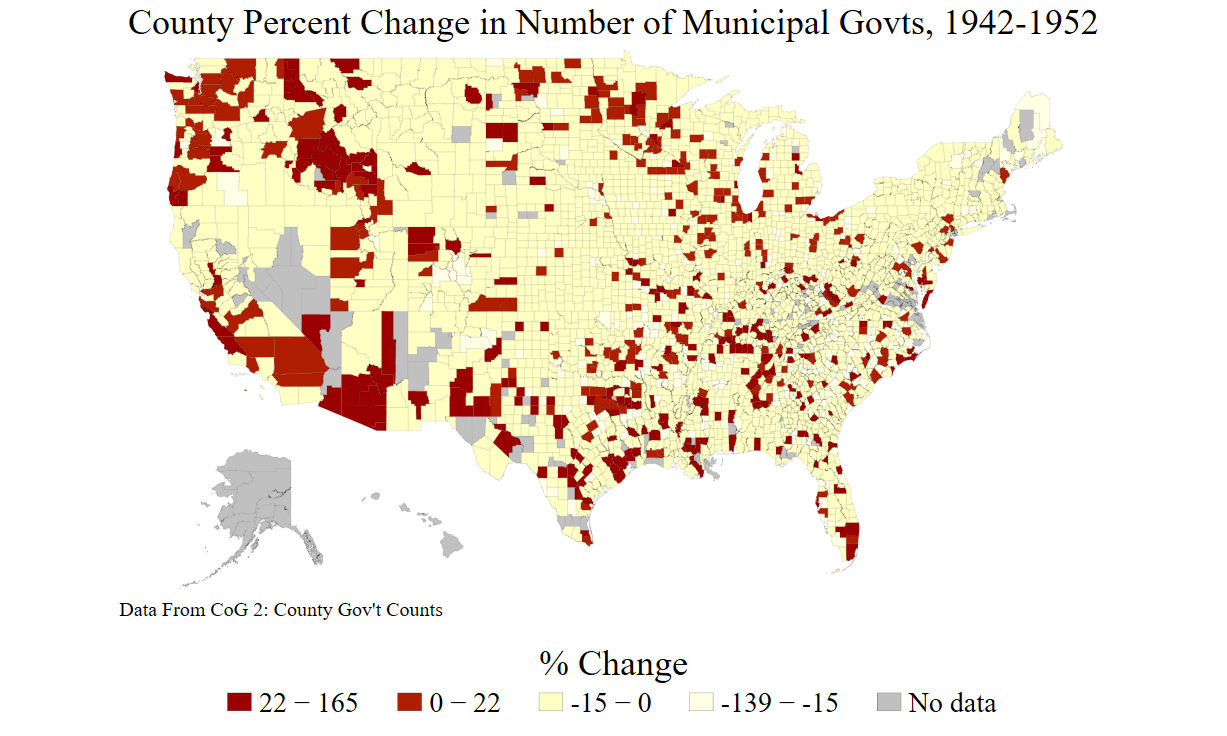 County Percent Change in Number of Municipal Govts, 1942-1952
Data From CoG 2: County Gov't Counts
% Change
22 − 165 0 − 22 -15 − 0 -139 − -15 No data